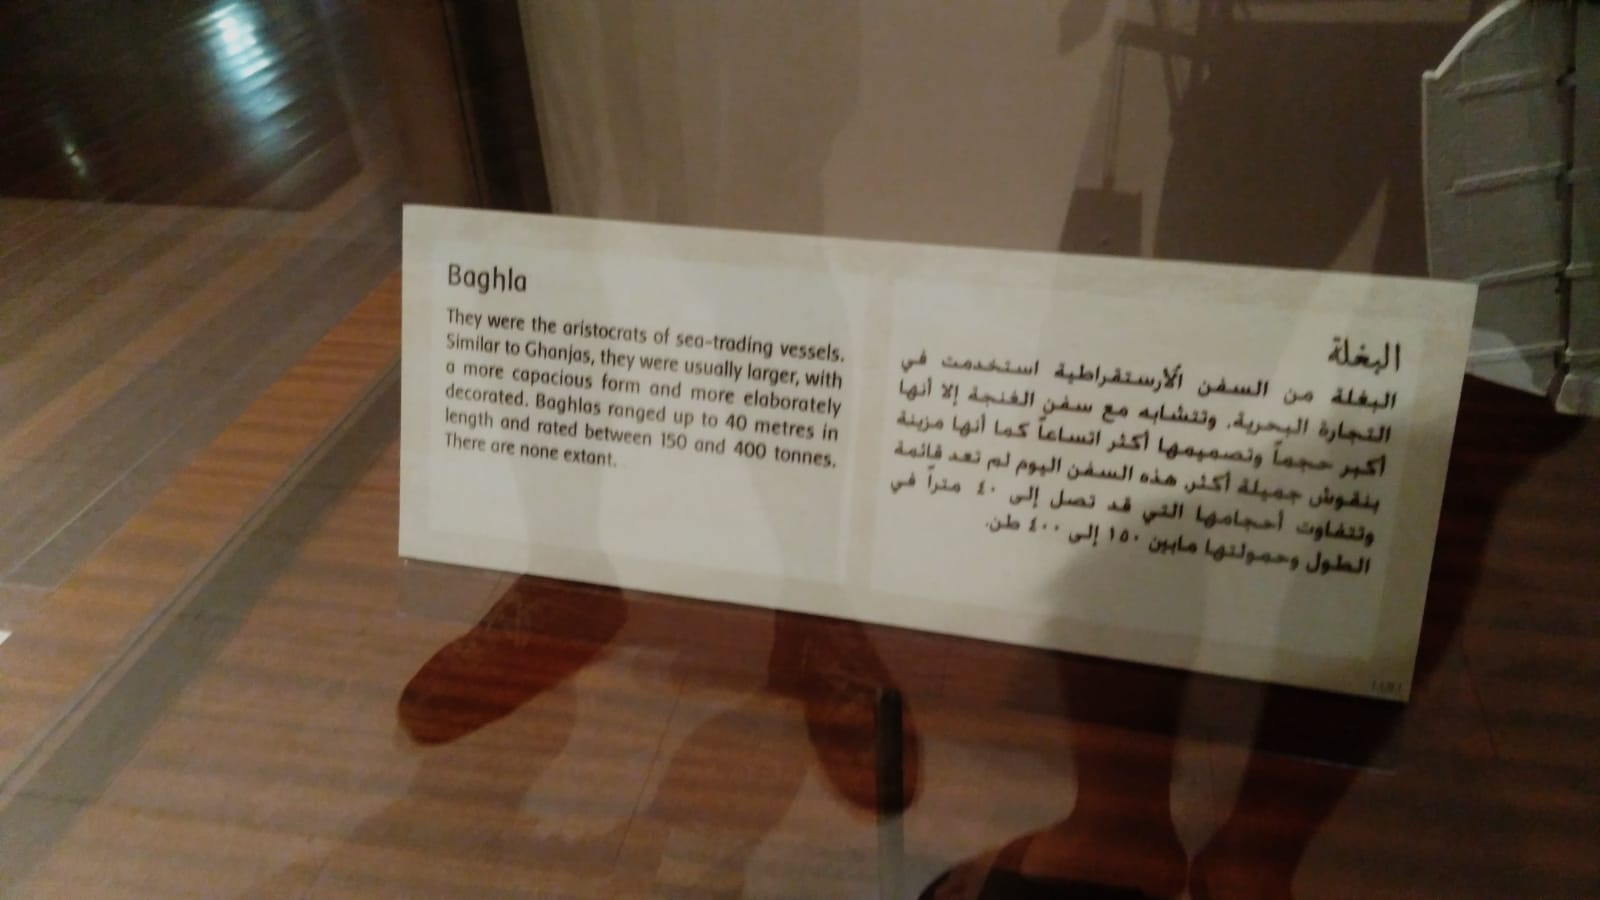 Baghla
They were the aristocrats of sea-trading vessels.
Similar to Ghanjas, they were usually larger, with
a more capacious form and more elaborately
decorated. Baghlas ranged up to 40 metres in
length and rated between 150 and 400 tonnes.
There are none extant.
البغلة
البغلة من السفن الأرستقراطية استخدمت في
التجارة البحرية. وتتشابه مع سفن الغنجة إلا أنها
أكبر حجماً وتصميمها أكثر اتساعاً كما أنها مزينة
بنقوش جميلة أكثر. هذه السفن اليوم لم تعد قائمة
وتتفاوت أحجامها التي قد تصل إلى ٤٠ متراً في
الطول وحمولتها مابين ١٥٠ إلى ٤٠٠ طن.